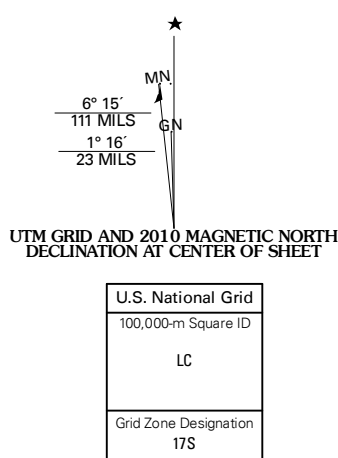 ★
M.N.
6° 15´
111 MILS
GN
1° 16´
23 MILS
UTM GRID AND 2010 MAGNETIC NORTH
DECLINATION AT CENTER OF SHEET
U.S. National Grid
100,000-m Square ID
LC
Grid Zone Designation
17S